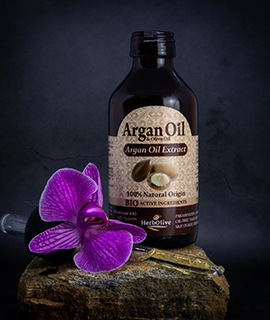 Argan Oil
& Olive Oil
Argan Oil Extract
100% Natural Origin
BIO ACTIVE INGREDIENTS
HerbOlive